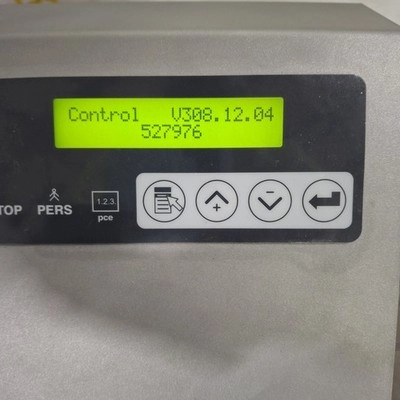 Control V308.12.04
527976
TOP PERS 1.2.3.
pce
+ -